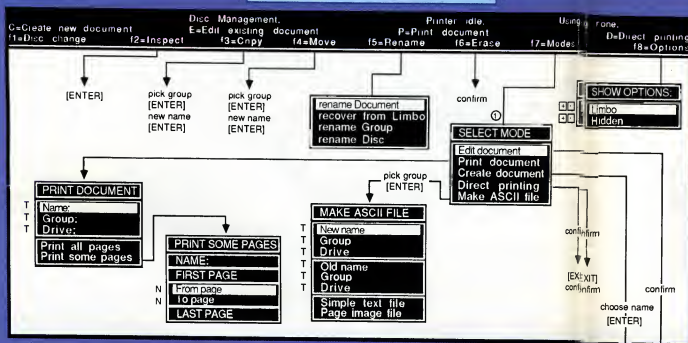 Disc Management. Printer idle. Using none.
C=Create new document E=Edit existing document P=Print document D=Direct printing
f1=Disc change f2=Inspect f3=Copy f4=Move f5=Rename f6=Erase f7=Modes f8=Options
[ENTER]
pick group
[ENTER]
new name
[ENTER]
pick group
[ENTER]
new name
[ENTER]
rename Document
recover from Limbo
rename Group
rename Disc
confirm
1
SHOW OPTIONS:
Limbo
Hidden
SELECT MODE
Edit document
Print document
Create document
Direct printing
Make ASCII file
pick group
[ENTER]
PRINT DOCUMENT
T Name:
T Group:
T Drive:
Print all pages
Print some pages
PRINT SOME PAGES
NAME:
FIRST PAGE
N From page
N To page
LAST PAGE
MAKE ASCII FILE
T New name
T Group
T Drive
T Old name
T Group
T Drive
Simple text file
Page image file
confirm
[EXIT]
confirm
confirm
choose name
[ENTER]